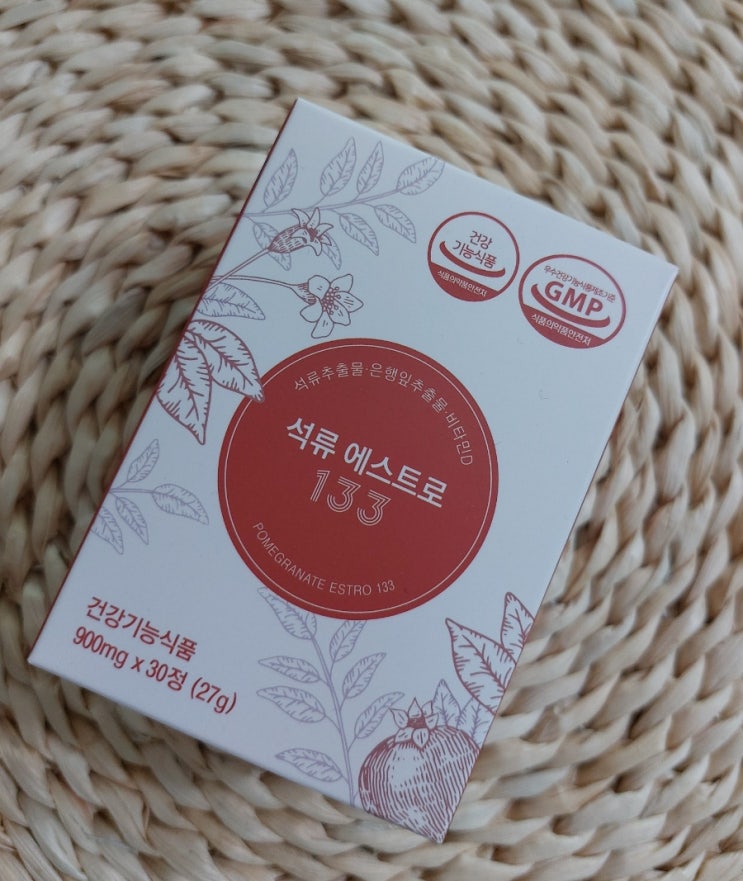 건강
기능식품
식품의약품안전처
우수건강기능식품제조기준
GMP
식품의약품안전처
석류추출물·은행잎추출물·비타민D
석류 에스트로
133
POMEGRANATE ESTRO 133
건강기능식품
900mg x 30정 (27g)